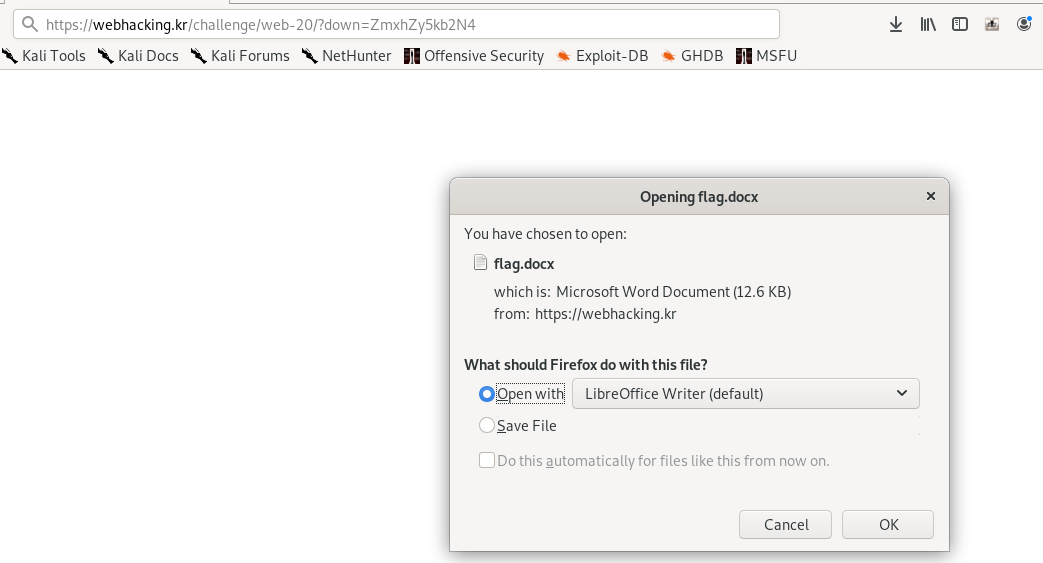 https://webhacking.kr/challenge/web-20/?down=ZmxhZy5kb2N4
Kali Tools Kali Docs Kali Forums NetHunter Offensive Security Exploit-DB GHDB MSFU
Opening flag.docx
You have chosen to open:
flag.docx
which is: Microsoft Word Document (12.6 KB)
from: https://webhacking.kr
What should Firefox do with this file?
Open with LibreOffice Writer (default)
Save File
Do this automatically for files like this from now on.
Cancel OK